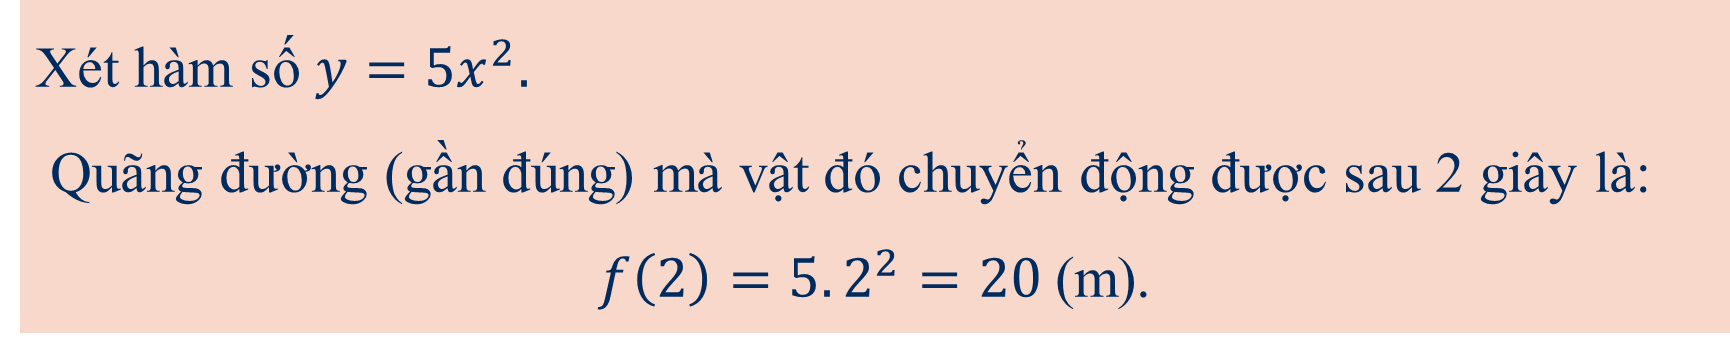 Xét hàm số y = 5x².
Quãng đường (gần đúng) mà vật đó chuyển động được sau 2 giây là:
f(2) = 5. 2² = 20 (m).